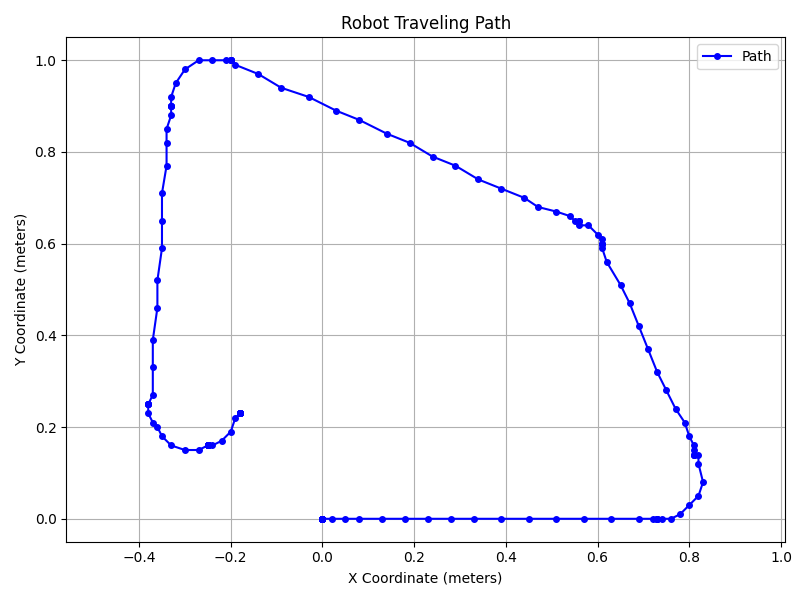 Robot Traveling Path
Path
1.0
0.8
0.6
0.4
0.2
0.0
Y Coordinate (meters)
−0.4 −0.2 0.0 0.2 0.4 0.6 0.8 1.0
X Coordinate (meters)